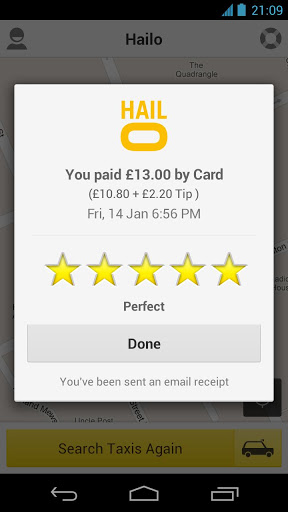 21:09
Hailo
The
Quadrangle
HAIL
O
You paid £13.00 by Card
(£10.80 + £2.20 Tip )
Fri, 14 Jan 6:56 PM
Perfect
Done
You've been sent an email receipt
Search Taxis Again